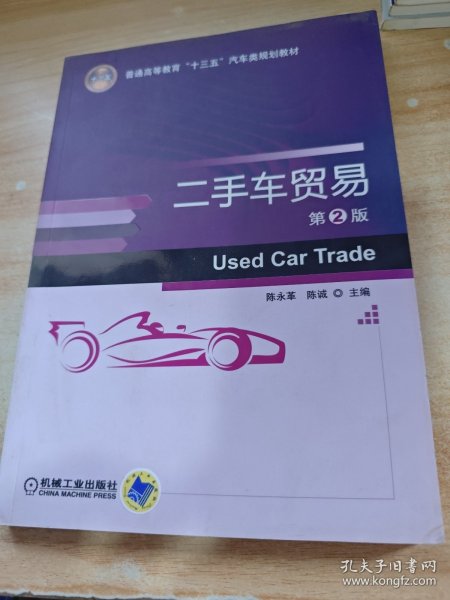 普通高等教育“十三五”汽车类规划教材
二手车贸易
第2版
Used Car Trade
陈永革 陈诚 ◎ 主编
机械工业出版社
CHINA MACHINE PRESS
孔夫子旧书网
www.kongfz.com